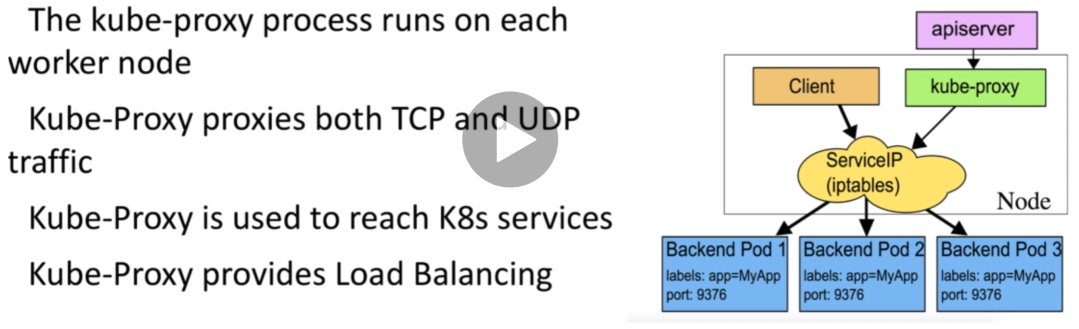 The kube-proxy process runs on each
worker node
Kube-Proxy proxies both TCP and UDP
traffic
Kube-Proxy is used to reach K8s services
Kube-Proxy provides Load Balancing
apiserver
Client
kube-proxy
ServiceIP
(iptables)
Node
Backend Pod 1
labels: app=MyApp
port: 9376
Backend Pod 2
labels: app=MyApp
port: 9376
Backend Pod 3
labels: app=MyApp
port: 9376